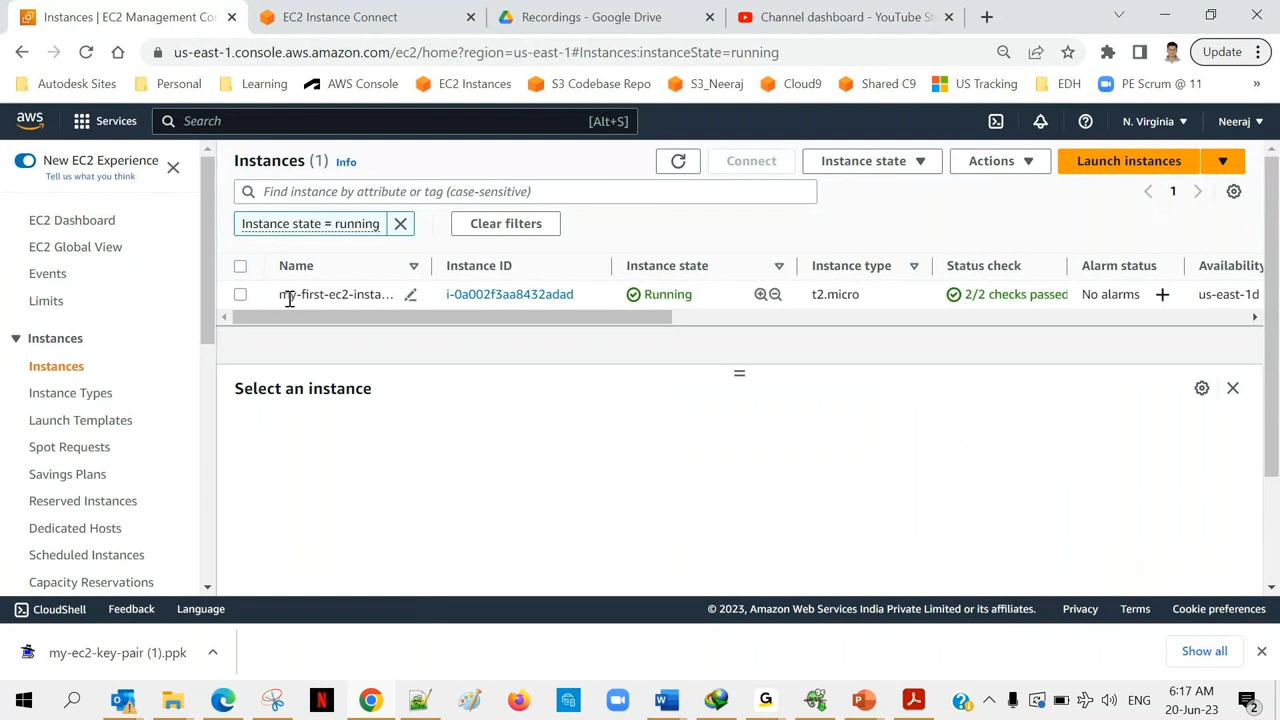 Instances | EC2 Management Co
EC2 Instance Connect
Recordings - Google Drive
Channel dashboard - YouTube St
us-east-1.console.aws.amazon.com/ec2/home?region=us-east-1#Instances:instanceState=running
Update
Autodesk Sites
Personal
Learning
AWS Console
EC2 Instances
S3 Codebase Repo
S3_Neeraj
Cloud9
Shared C9
US Tracking
EDH
PE Scrum @ 11
»
aws
Services
Search
[Alt+S]
N. Virginia
Neeraj
New EC2 Experience
Tell us what you think
EC2 Dashboard
EC2 Global View
Events
Limits
Instances
Instances
Instance Types
Launch Templates
Spot Requests
Savings Plans
Reserved Instances
Dedicated Hosts
Scheduled Instances
Capacity Reservations
Instances (1) Info
Connect
Instance state
Actions
Launch instances
Find instance by attribute or tag (case-sensitive)
1
Instance state = running
Clear filters
Name
Instance ID
Instance state
Instance type
Status check
Alarm status
Availability
my-first-ec2-insta...
i-0a002f3aa8432adad
Running
t2.micro
2/2 checks passed
No alarms
us-east-1d
Select an instance
CloudShell
Feedback
Language
© 2023, Amazon Web Services India Private Limited or its affiliates.
Privacy
Terms
Cookie preferences
my-ec2-key-pair (1).ppk
Show all
ENG
6:17 AM
20-Jun-23
2